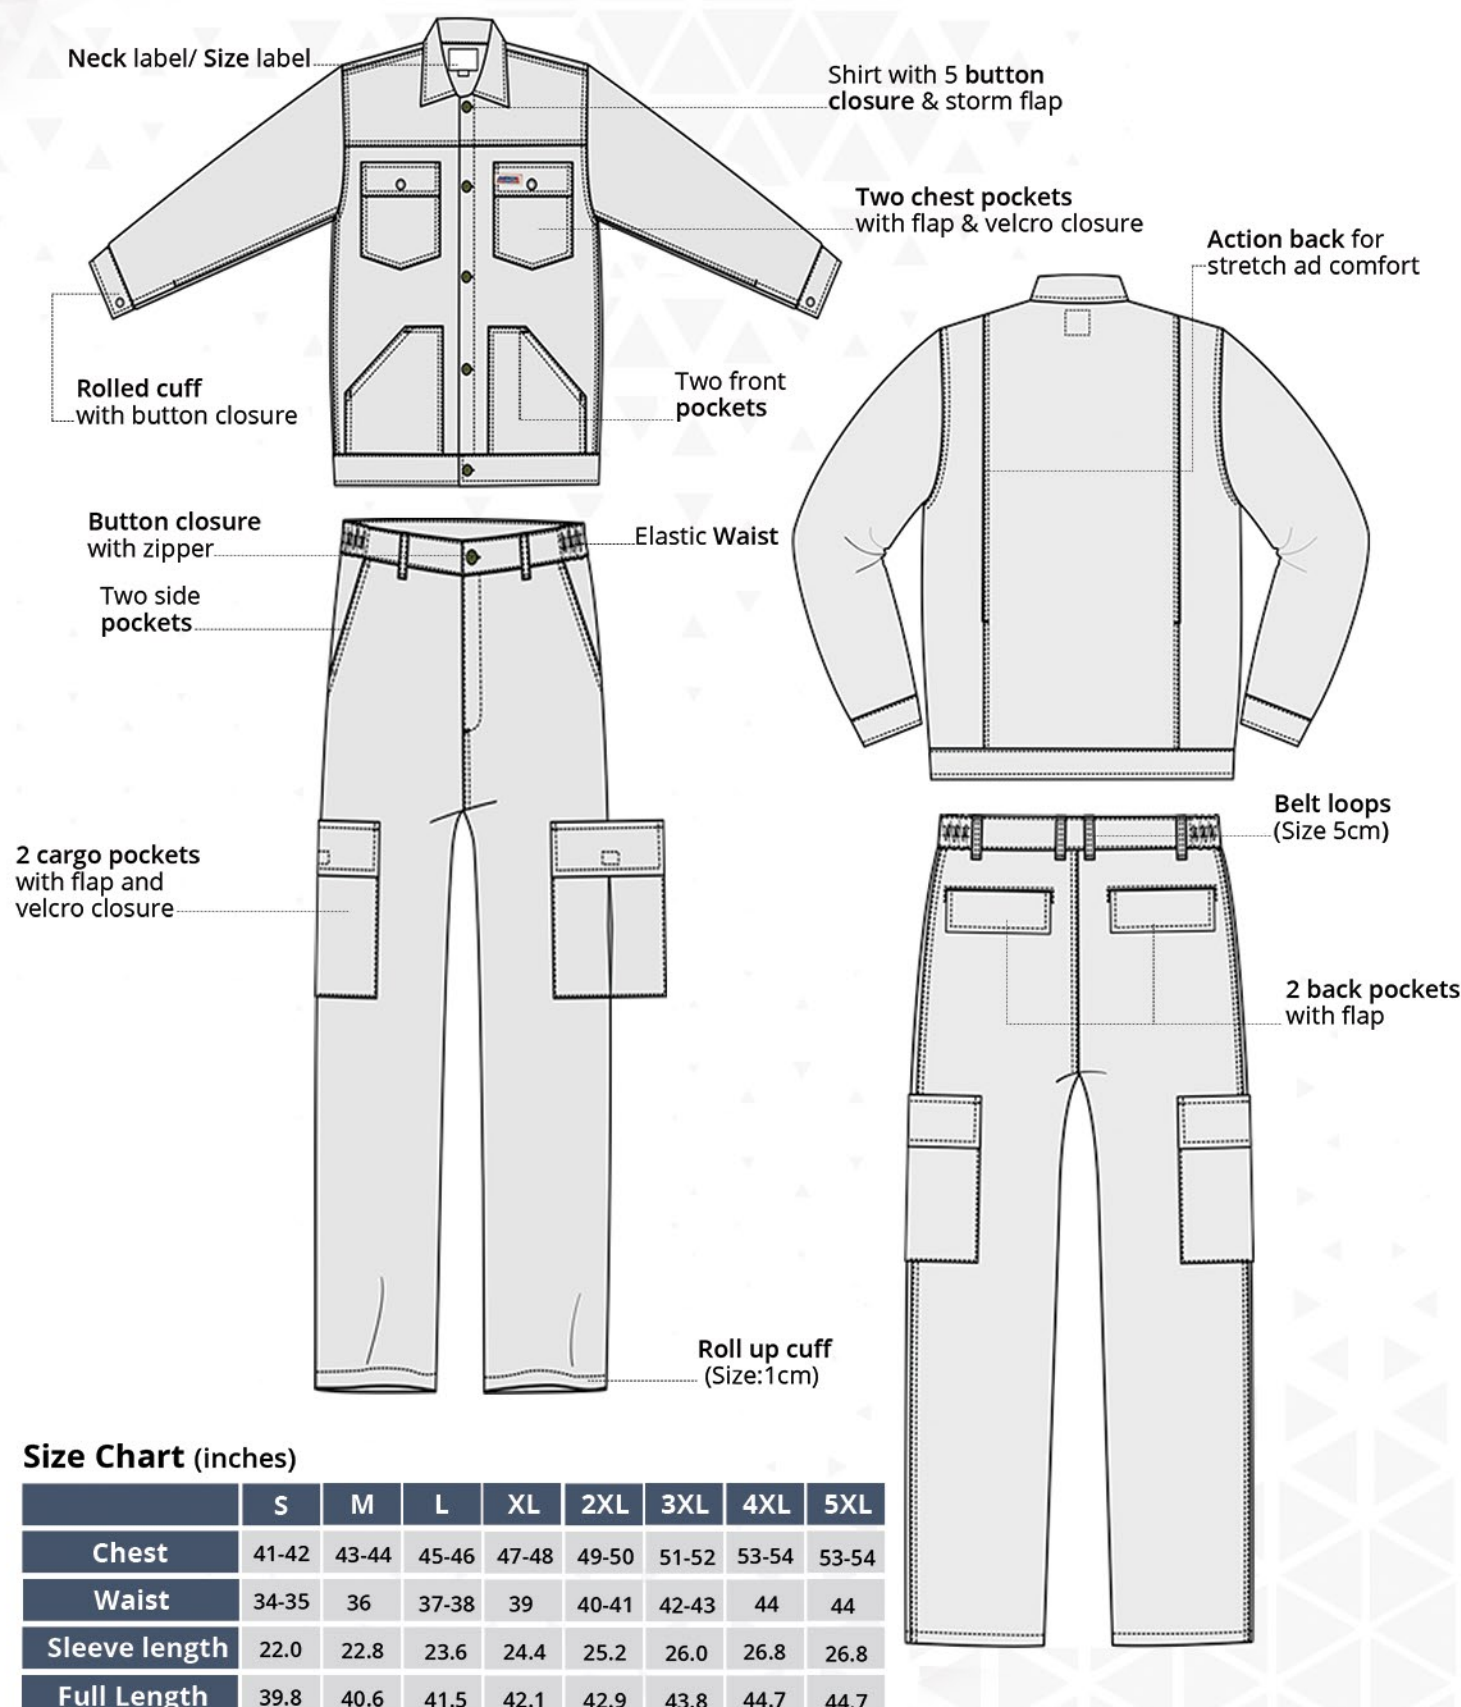 Neck label/ Size label
Shirt with 5 button
closure & storm flap
Two chest pockets
with flap & velcro closure
Action back for
stretch ad comfort
Rolled cuff
with button closure
Two front
pockets
Button closure
with zipper
Elastic Waist
Two side
pockets
Belt loops
(Size 5cm)
2 cargo pockets
with flap and
velcro closure
2 back pockets
with flap
Roll up cuff
(Size:1cm)
Size Chart (inches)
S M L XL 2XL 3XL 4XL 5XL
Chest 41-42 43-44 45-46 47-48 49-50 51-52 53-54 53-54
Waist 34-35 36 37-38 39 40-41 42-43 44 44
Sleeve length 22.0 22.8 23.6 24.4 25.2 26.0 26.8 26.8
Full Length 39.8 40.6 41.5 42.1 42.9 43.8 44.7 44.7